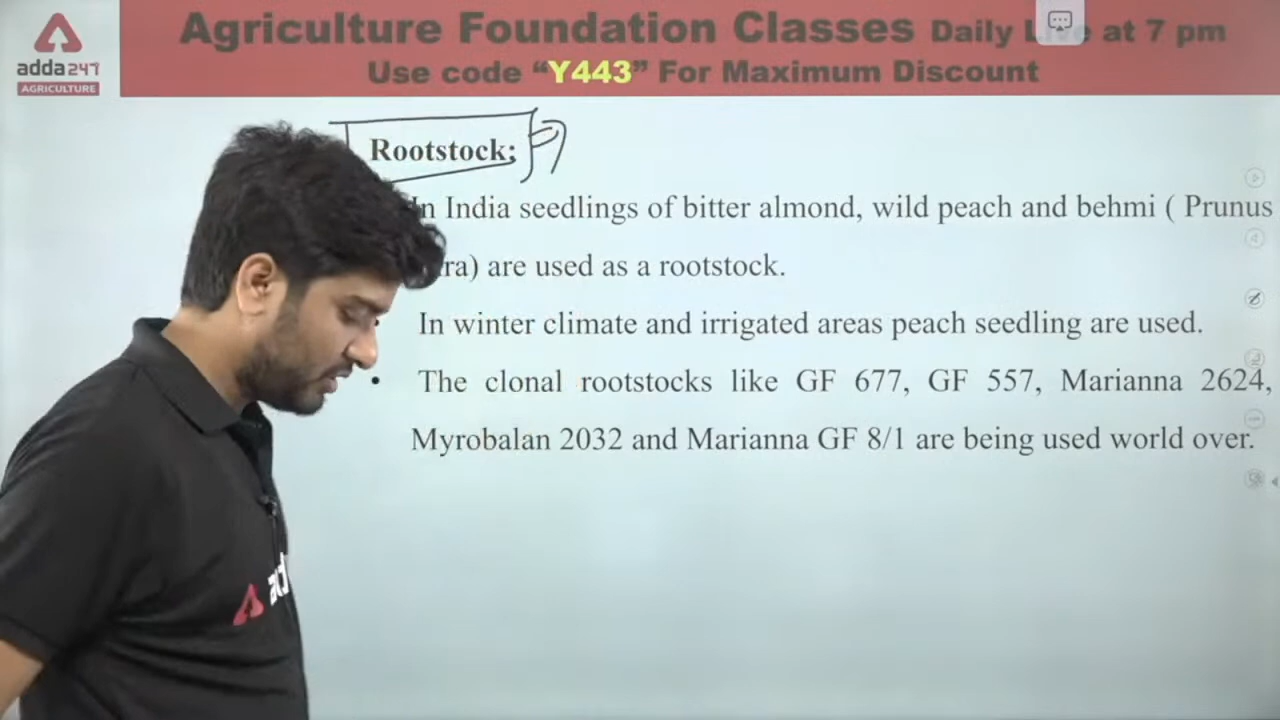 Agriculture Foundation Classes Daily at 7 pm
Use code “Y443” For Maximum Discount
adda247
AGRICULTURE
Rootstock;
In India seedlings of bitter almond, wild peach and behmi ( Prunus
are used as a rootstock.
In winter climate and irrigated areas peach seedling are used.
• The clonal rootstocks like GF 677, GF 557, Marianna 2624,
Myrobalan 2032 and Marianna GF 8/1 are being used world over.